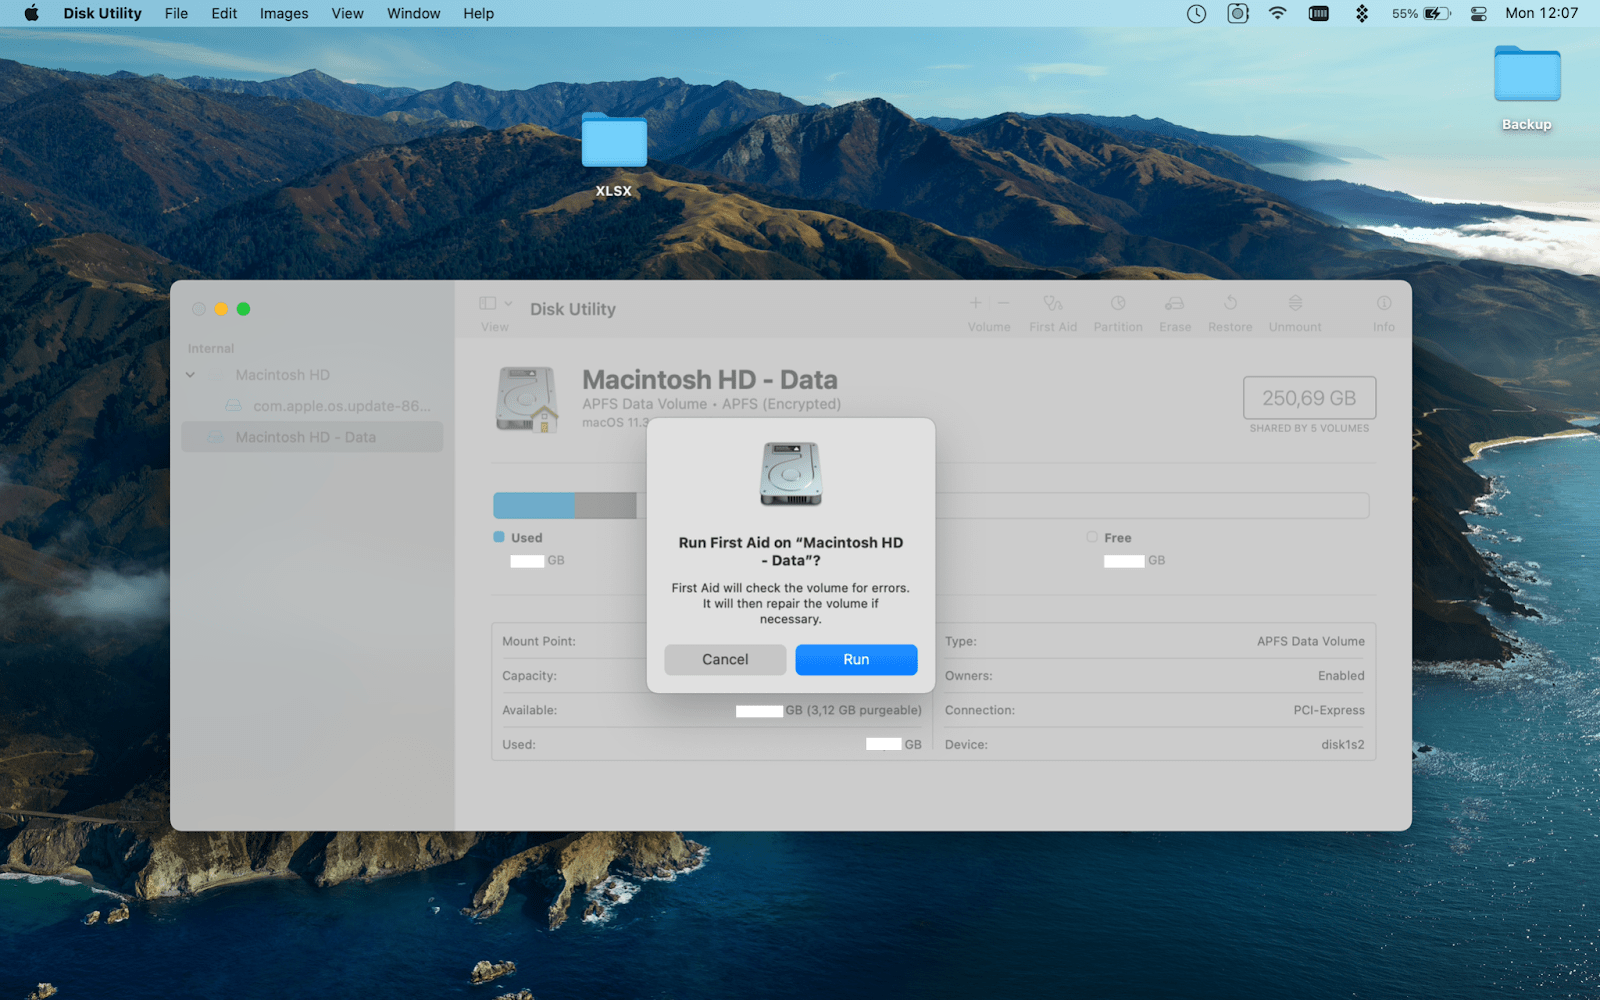 Disk Utility File Edit Images View Window Help 55% Mon 12:07
Backup
XLSX
Disk Utility
View Volume First Aid Partition Erase Restore Unmount Info
Internal
Macintosh HD
com.apple.os.update-86...
Macintosh HD - Data
Macintosh HD - Data
APFS Data Volume • APFS (Encrypted)
macOS 11.3
250,69 GB
SHARED BY 5 VOLUMES
Used
GB
Free
GB
Run First Aid on “Macintosh HD
- Data”?
First Aid will check the volume for errors.
It will then repair the volume if
necessary.
Cancel Run
Mount Point:
Capacity:
Available: GB (3,12 GB purgeable)
Used: GB
Type: APFS Data Volume
Owners: Enabled
Connection: PCI-Express
Device: disk1s2